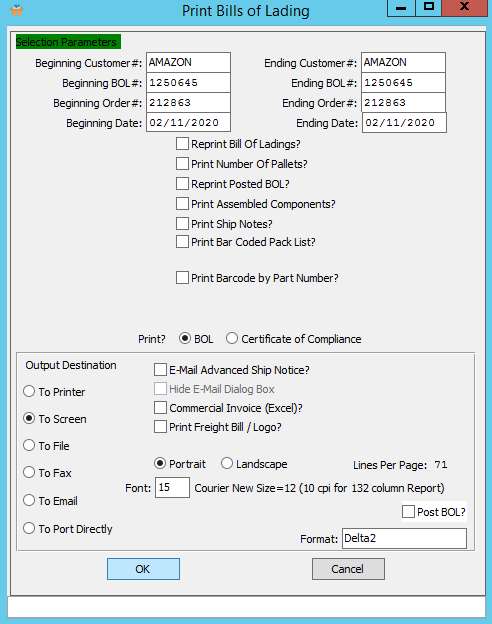 Print Bills of Lading
Selection Parameters
Beginning Customer#: AMAZON Ending Customer#: AMAZON
Beginning BOL#: 1250645 Ending BOL#: 1250645
Beginning Order#: 212863 Ending Order#: 212863
Beginning Date: 02/11/2020 Ending Date: 02/11/2020
Reprint Bill Of Ladings?
Print Number Of Pallets?
Reprint Posted BOL?
Print Assembled Components?
Print Ship Notes?
Print Bar Coded Pack List?
Print Barcode by Part Number?
Print? BOL Certificate of Compliance
Output Destination
To Printer
To Screen
To File
To Fax
To Email
To Port Directly
E-Mail Advanced Ship Notice?
Hide E-Mail Dialog Box
Commercial Invoice (Excel)?
Print Freight Bill / Logo?
Portrait Landscape Lines Per Page: 71
Font: 15 Courier New Size=12 (10 cpi for 132 column Report)
Post BOL?
Format: Delta2
OK Cancel